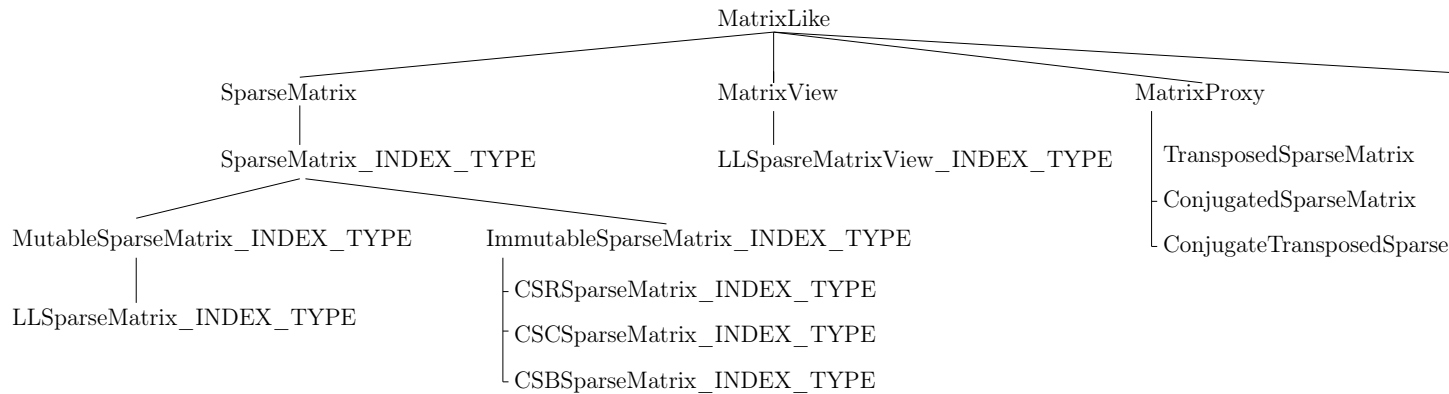 MatrixLike
SparseMatrix
MatrixView
MatrixProxy
SparseMatrix_INDEX_TYPE
LLSpasreMatrixView_INDEX_TYPE
TransposedSparseMatrix
ConjugatedSparseMatrix
ConjugateTransposedSparse
MutableSparseMatrix_INDEX_TYPE
ImmutableSparseMatrix_INDEX_TYPE
CSRSparseMatrix_INDEX_TYPE
LLSparseMatrix_INDEX_TYPE
CSCSparseMatrix_INDEX_TYPE
CSBSparseMatrix_INDEX_TYPE